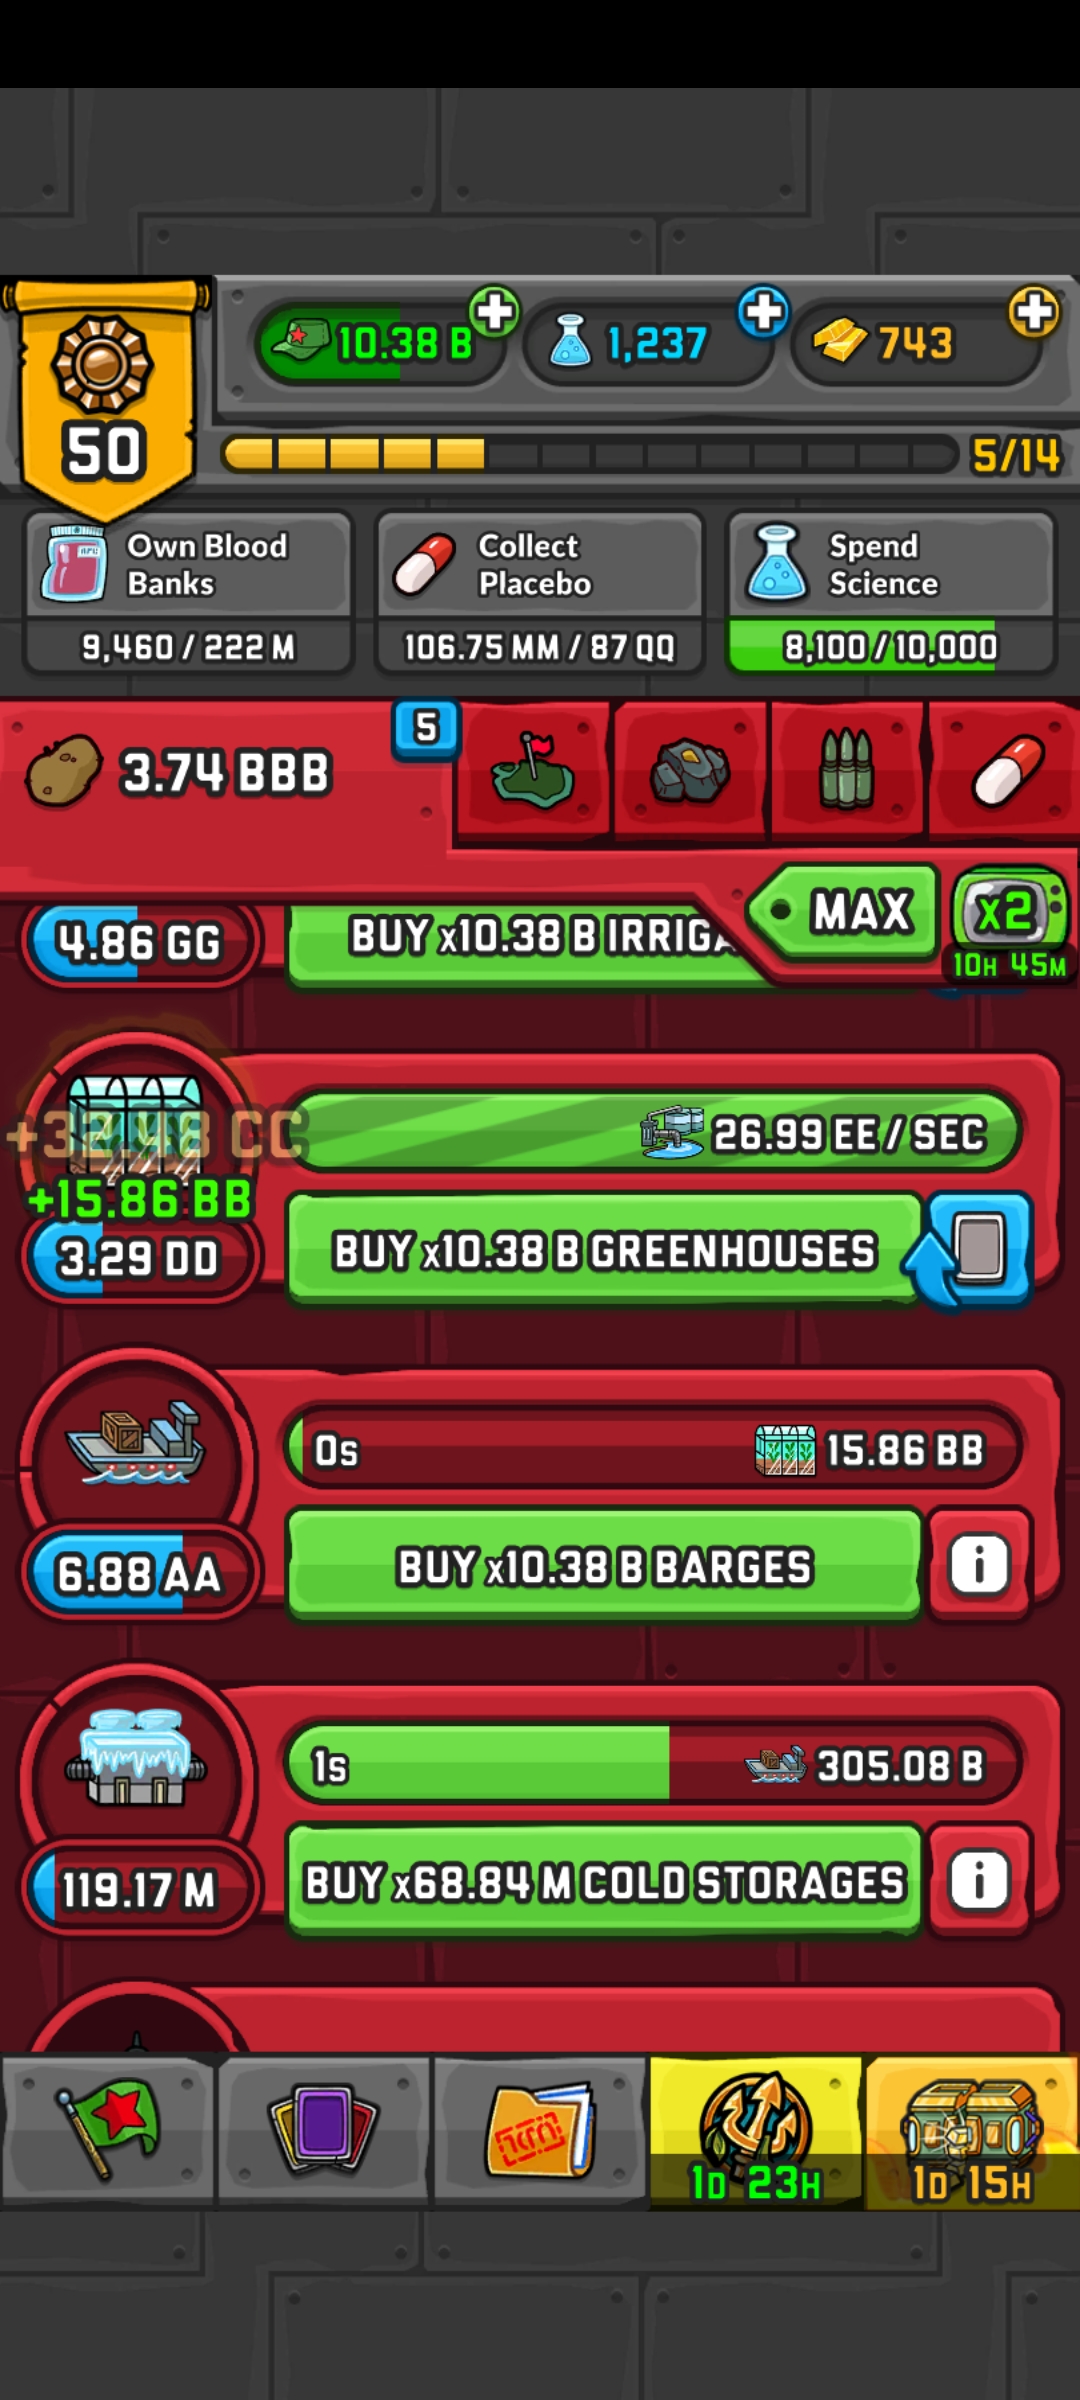 10.38 B
1,237
743
50
5/14
Own Blood
Banks
9,460 / 222 M
Collect
Placebo
106.75 MM / 87 QQ
Spend
Science
8,100 / 10,000
3.74 BBB
5
MAX
x2
10H 45M
4.86 GG
BUY x10.38 B IRRIGA
+32.48 CC
26.99 EE / SEC
+15.86 BB
3.29 DD
BUY x10.38 B GREENHOUSES
0s
15.86 BB
6.88 AA
BUY x10.38 B BARGES
i
1s
305.08 B
119.17 M
BUY x68.84 M COLD STORAGES
i
1D 23H
1D 15H